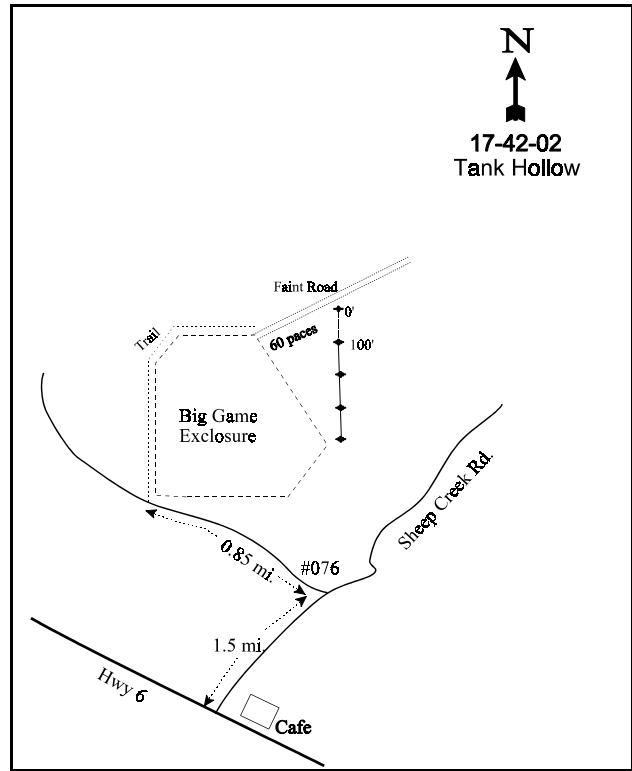 N
17-42-02
Tank Hollow
Faint Road
0'
60 paces
100'
Trail
Big Game
Exclosure
Sheep Creek Rd.
0.85 mi.
#076
1.5 mi.
Hwy 6
Cafe